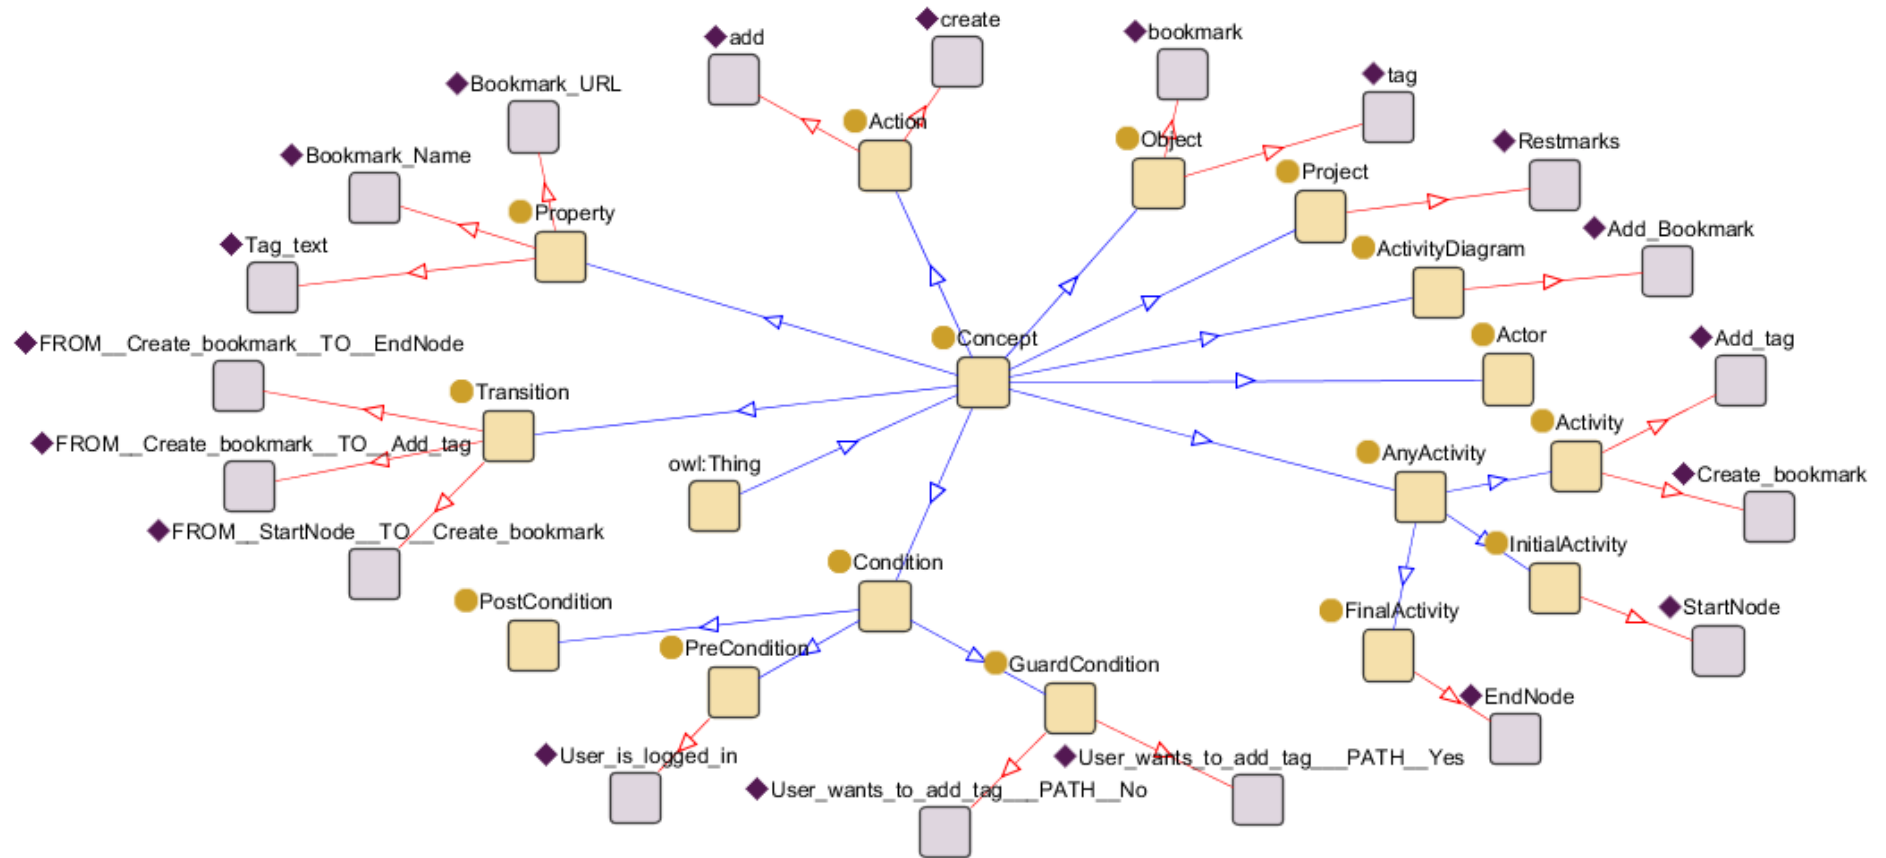 create
bookmark
add
tag
Bookmark_URL
Action
Object
Restmarks
Bookmark_Name
Project
Property
Add_Bookmark
Tag_text
ActivityDiagram
FROM__Create_bookmark__TO__EndNode
Concept
Actor
Add_tag
Transition
Activity
FROM__Create_bookmark__TO__Add_tag
AnyActivity
owl:Thing
Create_bookmark
FROM__StartNode__TO__Create_bookmark
InitialActivity
Condition
PostCondition
FinalActivity
StartNode
PreCondition
GuardCondition
EndNode
User_is_logged_in
User_wants_to_add_tag___PATH__Yes
User_wants_to_add_tag___PATH__No